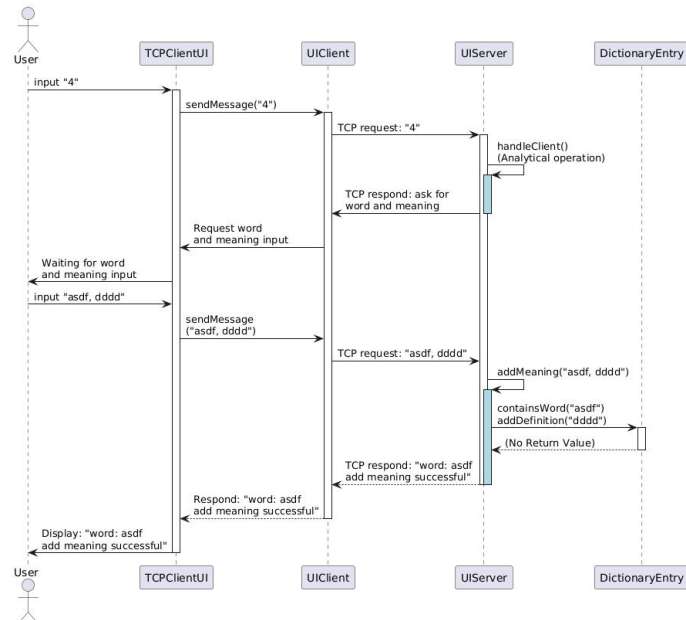 User
TCPClientUI
UIClient
UIServer
DictionaryEntry
input "4"
sendMessage("4")
TCP request: "4"
handleClient()
(Analytical operation)
TCP respond: ask for
word and meaning
Request word
and meaning input
Waiting for word
and meaning input
input "asdf, dddd"
sendMessage
("asdf, dddd")
TCP request: "asdf, dddd"
addMeaning("asdf, dddd")
containsWord("asdf")
addDefinition("dddd")
(No Return Value)
TCP respond: "word: asdf
add meaning successful"
Respond: "word: asdf
add meaning successful"
Display: "word: asdf
add meaning successful"
User
TCPClientUI
UIClient
UIServer
DictionaryEntry